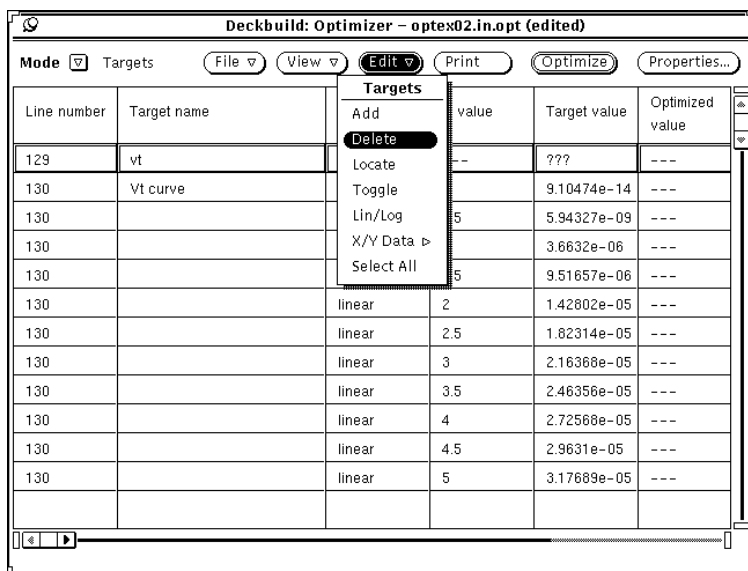 Deckbuild: Optimizer – optex02.in.opt (edited)
Mode Targets File View Edit Print Optimize Properties...
Targets
Add
Delete
Locate
Toggle
Lin/Log
X/Y Data
Select All
Line number Target name value Target value Optimized value
129 vt -- ??? ---
130 Vt curve 9.10474e-14 ---
130 5 5.94327e-09 ---
130 3.6632e-06 ---
130 5 9.51657e-06 ---
130 linear 2 1.42802e-05 ---
130 linear 2.5 1.82314e-05 ---
130 linear 3 2.16368e-05 ---
130 linear 3.5 2.46356e-05 ---
130 linear 4 2.72568e-05 ---
130 linear 4.5 2.9631e-05 ---
130 linear 5 3.17689e-05 ---